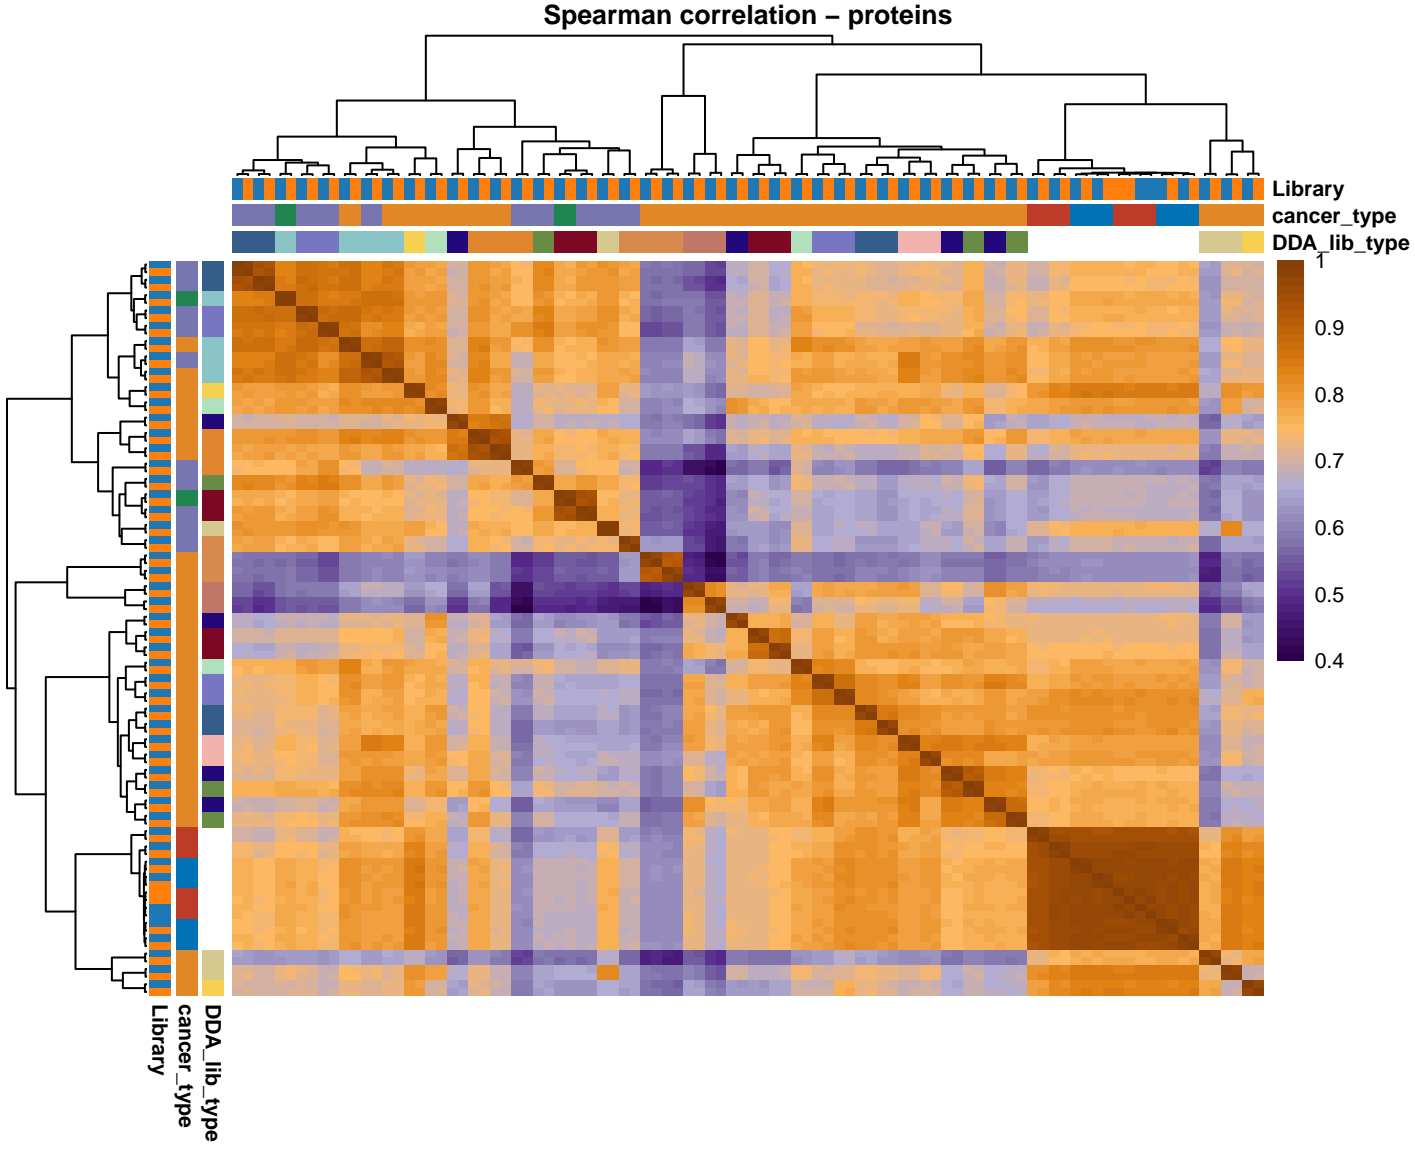 Spearman correlation – proteins
Library
cancer_type
DDA_lib_type
1
0.9
0.8
0.7
0.6
0.5
0.4
Library
cancer_type
DDA_lib_type